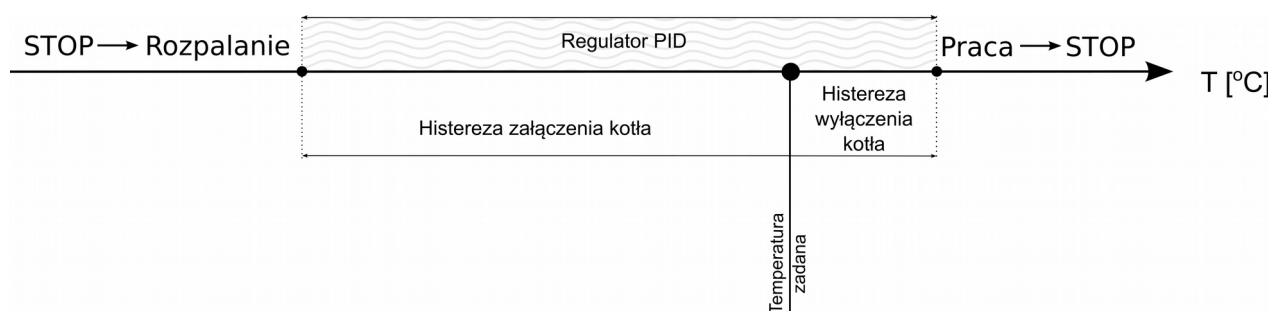 Regulator PID
STOP → Rozpalanie
Praca → STOP
T [°C]
Histereza załączenia kotła
Histereza
wyłączenia
kotła
Temperatura
zadana